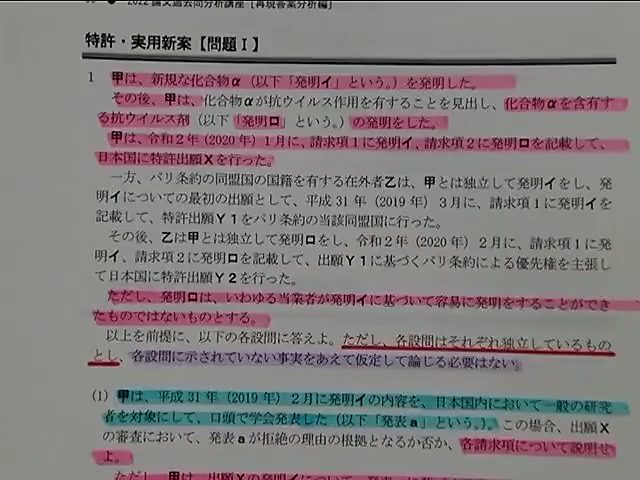 2022 論文過去問分析講座［再現答案分析編］
特許・実用新案【問題Ⅰ】
1　甲は、新規な化合物α（以下「発明イ」という。）を発明した。
その後、甲は、化合物αが抗ウイルス作用を有することを見出し、化合物αを含有す
る抗ウイルス剤（以下「発明ロ」という。）の発明をした。
甲は、令和２年（2020 年）１月に、請求項１に発明イ、請求項２に発明ロを記載して、
日本国に特許出願Ｘを行った。
一方、パリ条約の同盟国の国籍を有する在外者乙は、甲とは独立して発明イをし、発
明イについての最初の出願として、平成 31 年（2019 年）３月に、請求項１に発明イを
記載して、特許出願Ｙ１をパリ条約の当該同盟国に行った。
その後、乙は甲とは独立して発明ロをし、令和２年（2020 年）２月に、請求項１に発
明イ、請求項２に発明ロを記載して、出願Ｙ１に基づくパリ条約による優先権を主張し
て日本国に特許出願Ｙ２を行った。
ただし、発明ロは、いわゆる当業者が発明イに基づいて容易に発明をすることができ
たものではないものとする。
以上を前提に、以下の各設問に答えよ。ただし、各設問はそれぞれ独立しているもの
とし、各設問に示されていない事実をあえて仮定して論じる必要はない。
(1)　甲は、平成 31 年（2019 年）２月に発明イの内容を、日本国内において一般の研究
者を対象にして、口頭で学会発表した（以下「発表ａ」という。）。この場合、出願Ｘ
の審査において、発表ａが拒絶の理由の根拠となるか否か、各請求項について説明せ
よ。
ただし、甲は、出願Ｘの発明イについて、発表